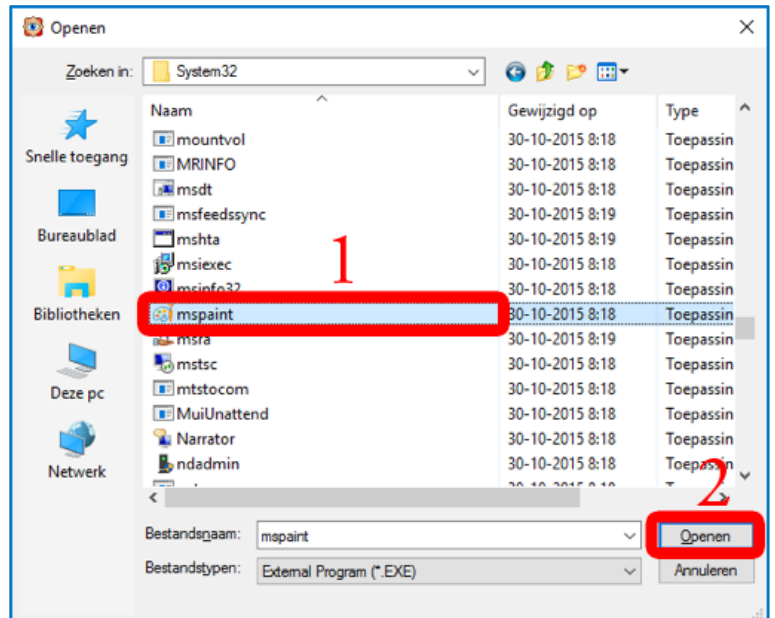 Openen
Zoeken in: System32
Naam Gewijzigd op Type
mountvol 30-10-2015 8:18 Toepassin
MRINFO 30-10-2015 8:18 Toepassin
msdt 30-10-2015 8:18 Toepassin
msfeedssync 30-10-2015 8:19 Toepassin
mshta 30-10-2015 8:19 Toepassin
msiexec 30-10-2015 8:18 Toepassin
msinfo32 30-10-2015 8:18 Toepassin
mspaint 30-10-2015 8:18 Toepassin
msra 30-10-2015 8:19 Toepassin
mstsc 30-10-2015 8:18 Toepassin
mtstocom 30-10-2015 8:18 Toepassin
MuiUnattend 30-10-2015 8:18 Toepassin
Narrator 30-10-2015 8:18 Toepassin
ndadmin 30-10-2015 8:18 Toepassin
Snelle toegang
Bureaublad
Bibliotheken
Deze pc
Netwerk
1
2
Bestandsnaam: mspaint Openen
Bestandstypen: External Program (*.EXE) Annuleren